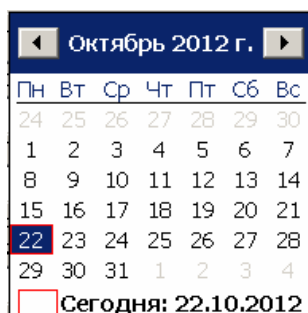 Октябрь 2012 г.
Пн Вт Ср Чт Пт Сб Вс
24 25 26 27 28 29 30
1 2 3 4 5 6 7
8 9 10 11 12 13 14
15 16 17 18 19 20 21
22 23 24 25 26 27 28
29 30 31 1 2 3 4
Сегодня: 22.10.2012